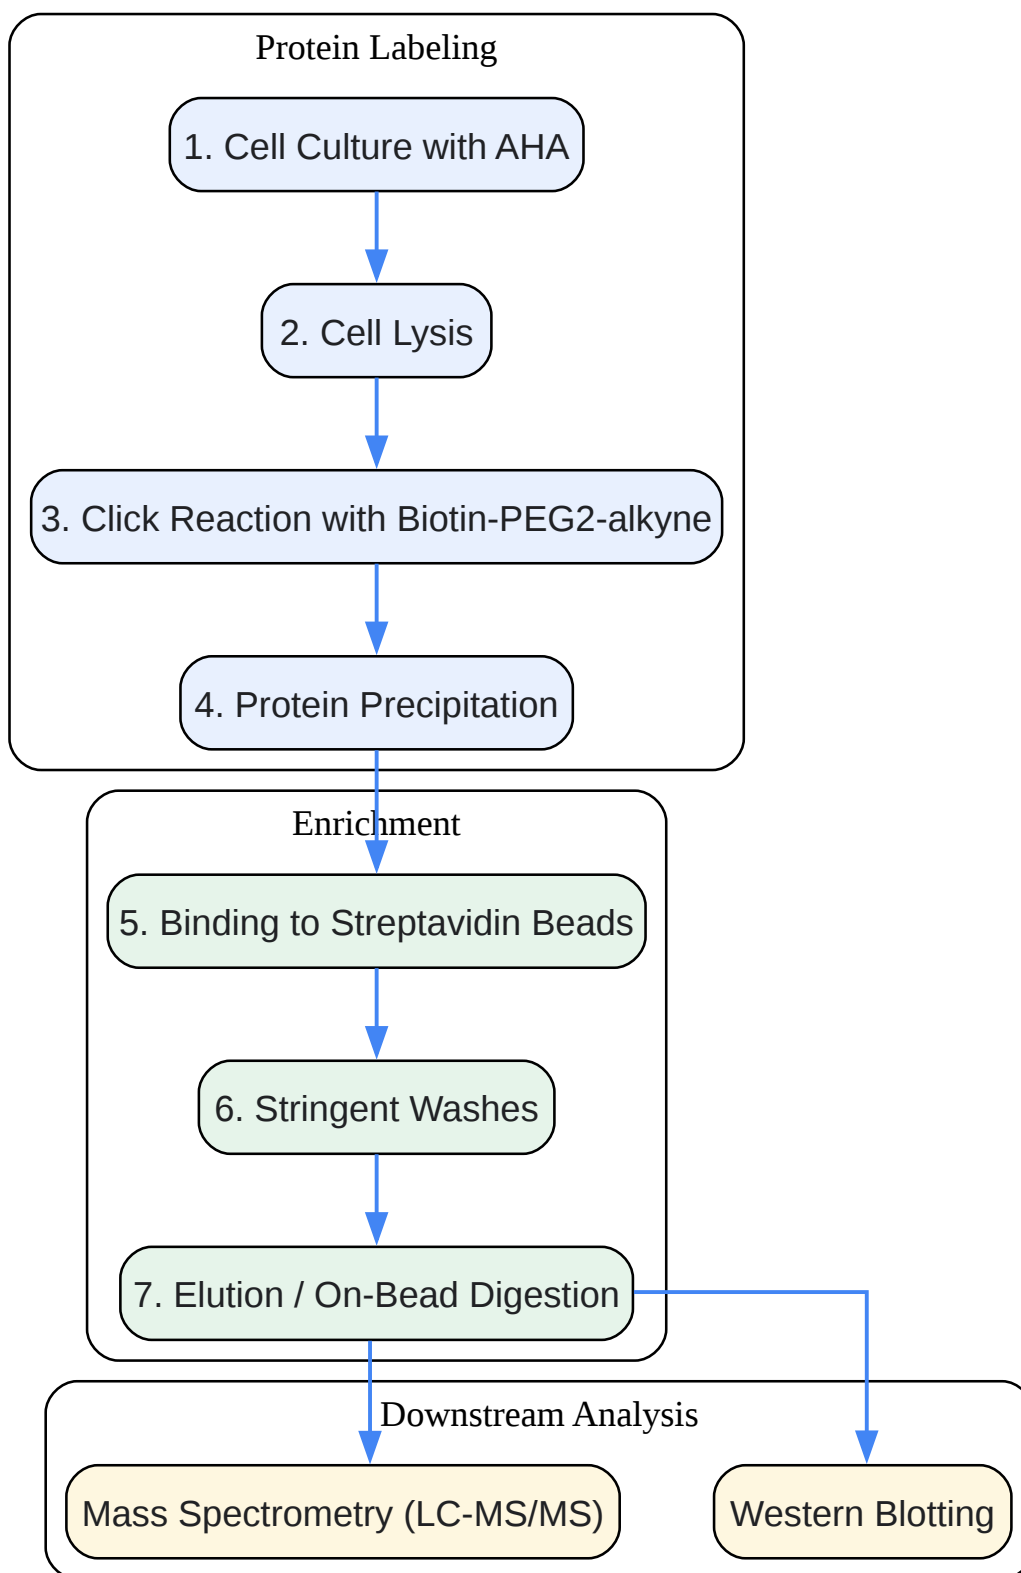 Protein Labeling
1. Cell Culture with AHA
2. Cell Lysis
3. Click Reaction with Biotin-PEG2-alkyne
4. Protein Precipitation
Enrichment
5. Binding to Streptavidin Beads
6. Stringent Washes
7. Elution / On-Bead Digestion
Downstream Analysis
Mass Spectrometry (LC-MS/MS)
Western Blotting